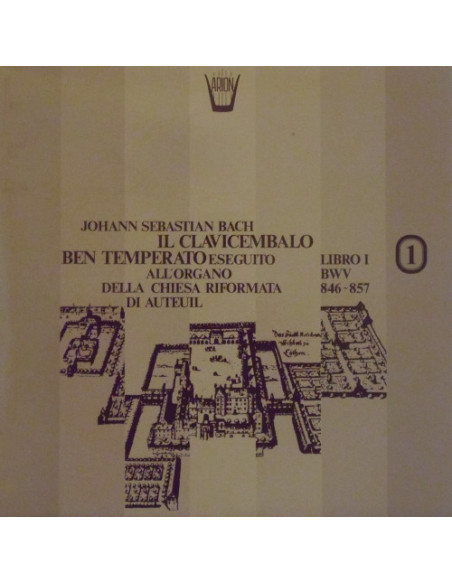 ARION
JOHANN SEBASTIAN BACH
IL CLAVICEMBALO
BEN TEMPERATO ESEGUITO LIBRO I
ALL'ORGANO BWV
DELLA CHIESA RIFORMATA 846-857
DI AUTEUIL
1